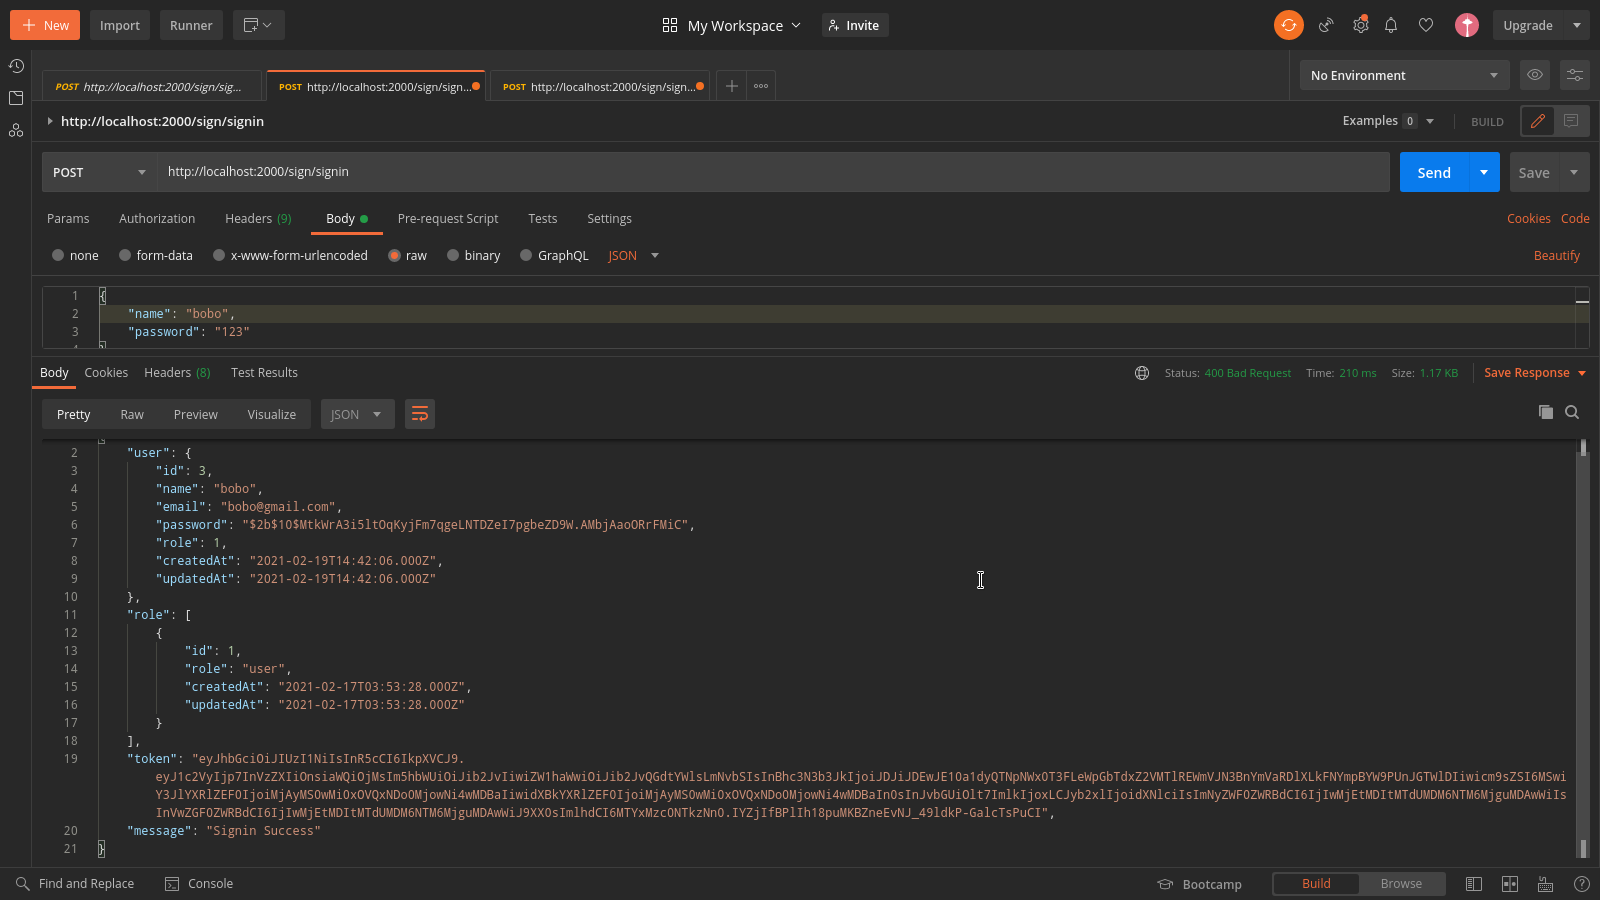 New
Import
Runner
My Workspace
Invite
Upgrade
POST http://localhost:2000/sign/sig...
POST http://localhost:2000/sign/sign...
POST http://localhost:2000/sign/sign...
No Environment
http://localhost:2000/sign/signin
Examples 0
BUILD
POST
http://localhost:2000/sign/signin
Send
Save
Params
Authorization
Headers (9)
Body
Pre-request Script
Tests
Settings
Cookies
Code
none
form-data
x-www-form-urlencoded
raw
binary
GraphQL
JSON
Beautify
1 {
2 "name": "bobo",
3 "password": "123"
Body
Cookies
Headers (8)
Test Results
Status: 400 Bad Request
Time: 210 ms
Size: 1.17 KB
Save Response
Pretty
Raw
Preview
Visualize
JSON
2 "user": {
3 "id": 3,
4 "name": "bobo",
5 "email": "bobo@gmail.com",
6 "password": "$2b$10$MtkWrA3i5ltOqKyjFm7qgeLNTDZeI7pgbeZD9W.AMbjAaoORrFMiC",
7 "role": 1,
8 "createdAt": "2021-02-19T14:42:06.000Z",
9 "updatedAt": "2021-02-19T14:42:06.000Z"
10 },
11 "role": [
12 {
13 "id": 1,
14 "role": "user",
15 "createdAt": "2021-02-17T03:53:28.000Z",
16 "updatedAt": "2021-02-17T03:53:28.000Z"
17 }
18 ],
19 "token": "eyJhbGciOiJIUzI1NiIsInR5cCI6IkpXVCJ9.
20 "message": "Signin Success"
21 }
Find and Replace
Console
Bootcamp
Build
Browse